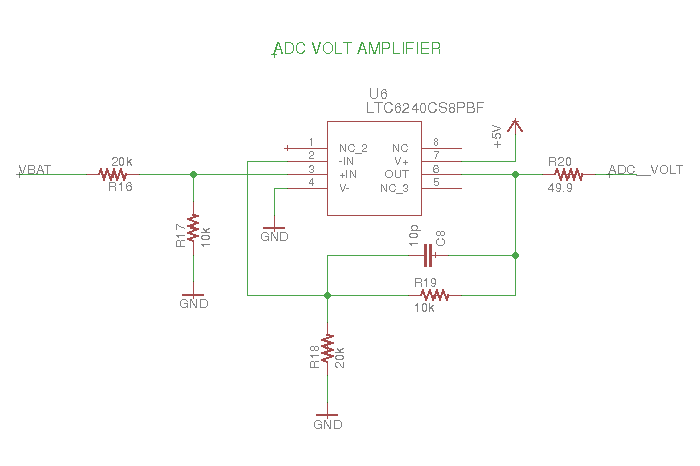 ADC VOLT AMPLIFIER
U6
LTC6240CS8PBF
+5V
1 NC_2 NC 8
2 -IN V+ 7
3 +IN OUT 6
4 V- NC_3 5
VBAT
20k
R16
R20
49.9
ADC__VOLT
R17
10k
GND
GND
10p
C8
R19
10k
R18
20k
GND